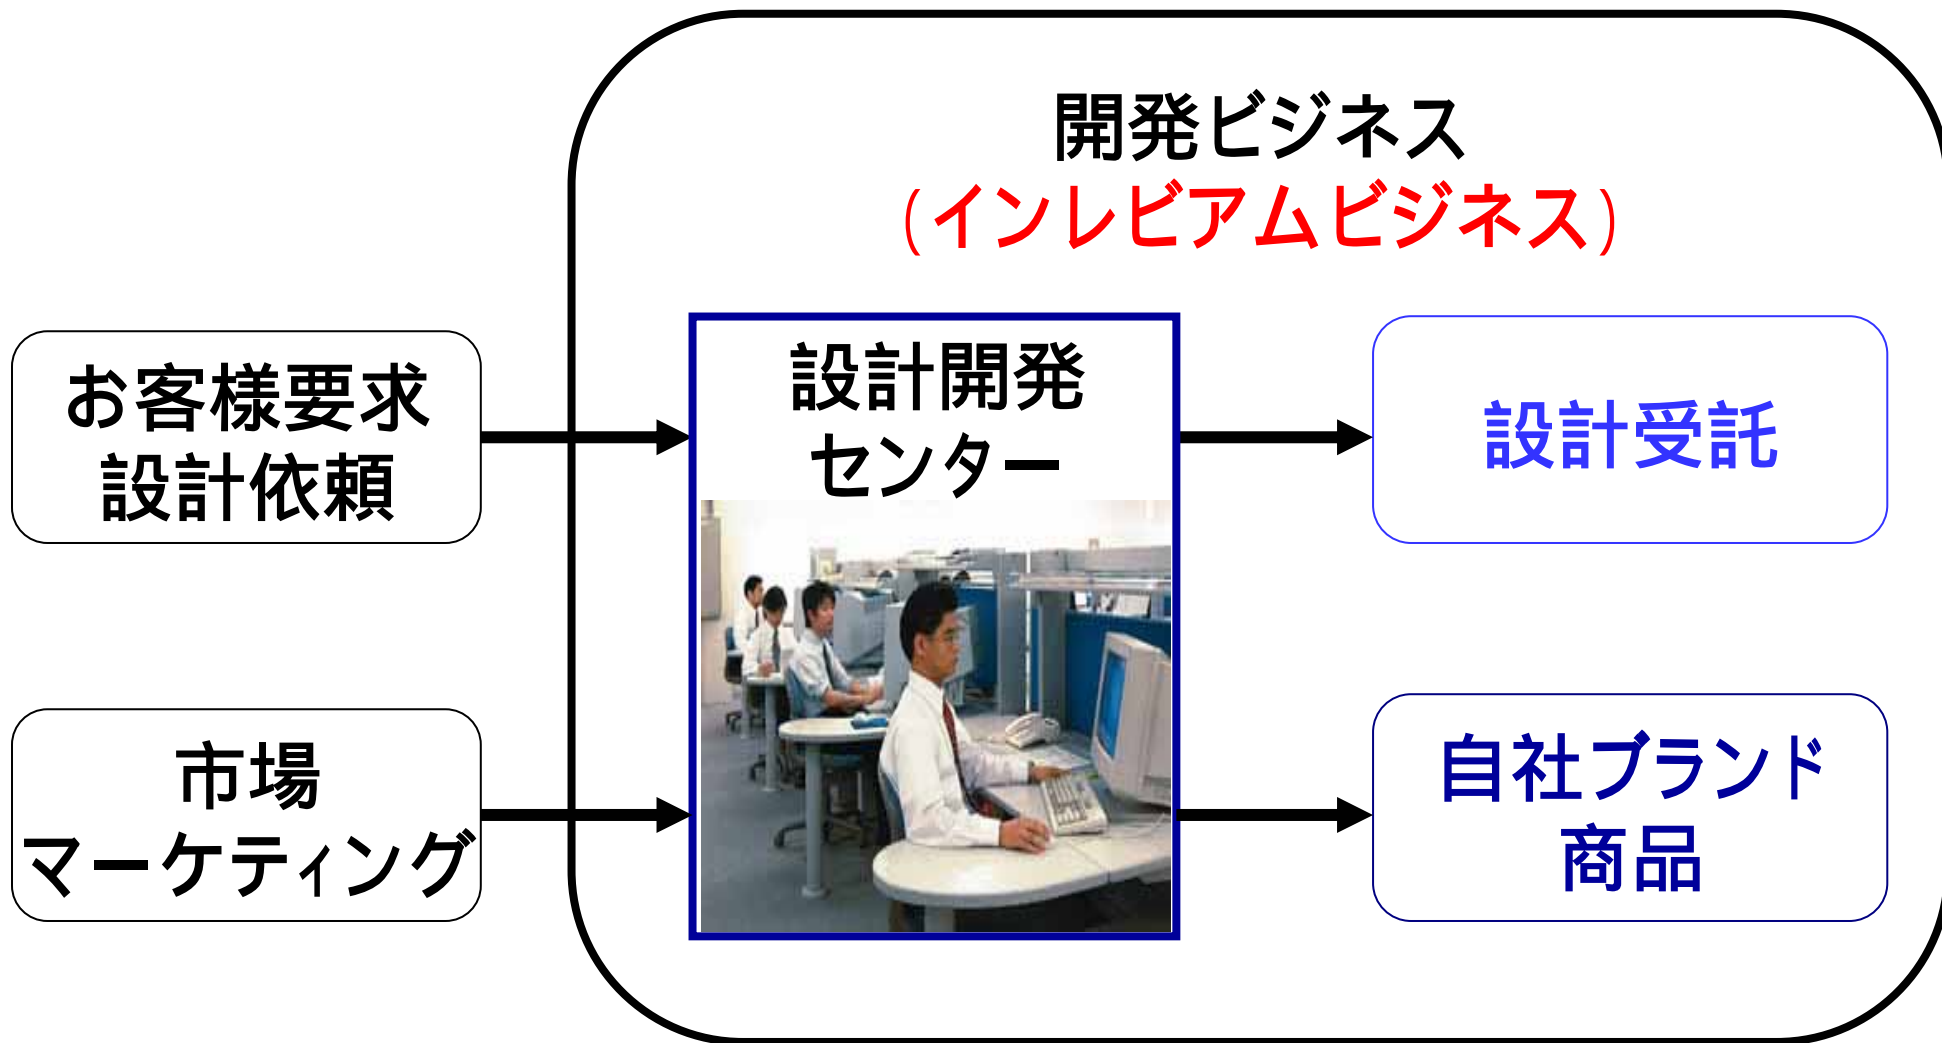 開発ビジネス
(インレビアムビジネス)
お客様要求
設計依頼
設計開発
センター
設計受託
市場
マーケティング
自社ブランド
商品